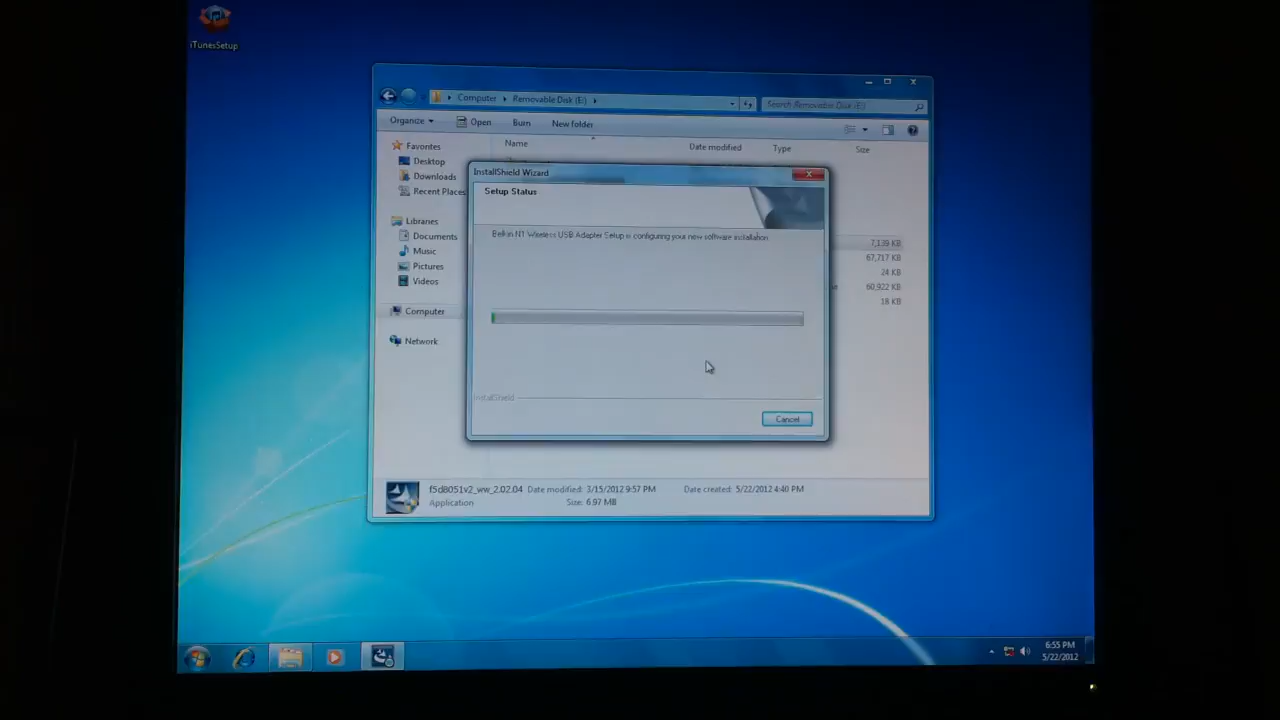 iTunesSetup
Computer
Removable Disk (E:)
Search Removable Disk (E:)
Organize
Open
Burn
New folder
Name
Date modified
Type
Size
Favorites
Desktop
Downloads
Recent Places
Libraries
Documents
Music
Pictures
Videos
Computer
Network
InstallShield Wizard
Setup Status
Belkin N1 Wireless USB Adapter Setup is configuring your new software installation.
InstallShield
Cancel
7,139 KB
67,717 KB
24 KB
60,922 KB
18 KB
f5d8051v2_ww_2.02.04 Date modified: 3/15/2012 9:57 PM Date created: 5/22/2012 4:40 PM
Application Size: 6.97 MB
6:55 PM
5/22/2012